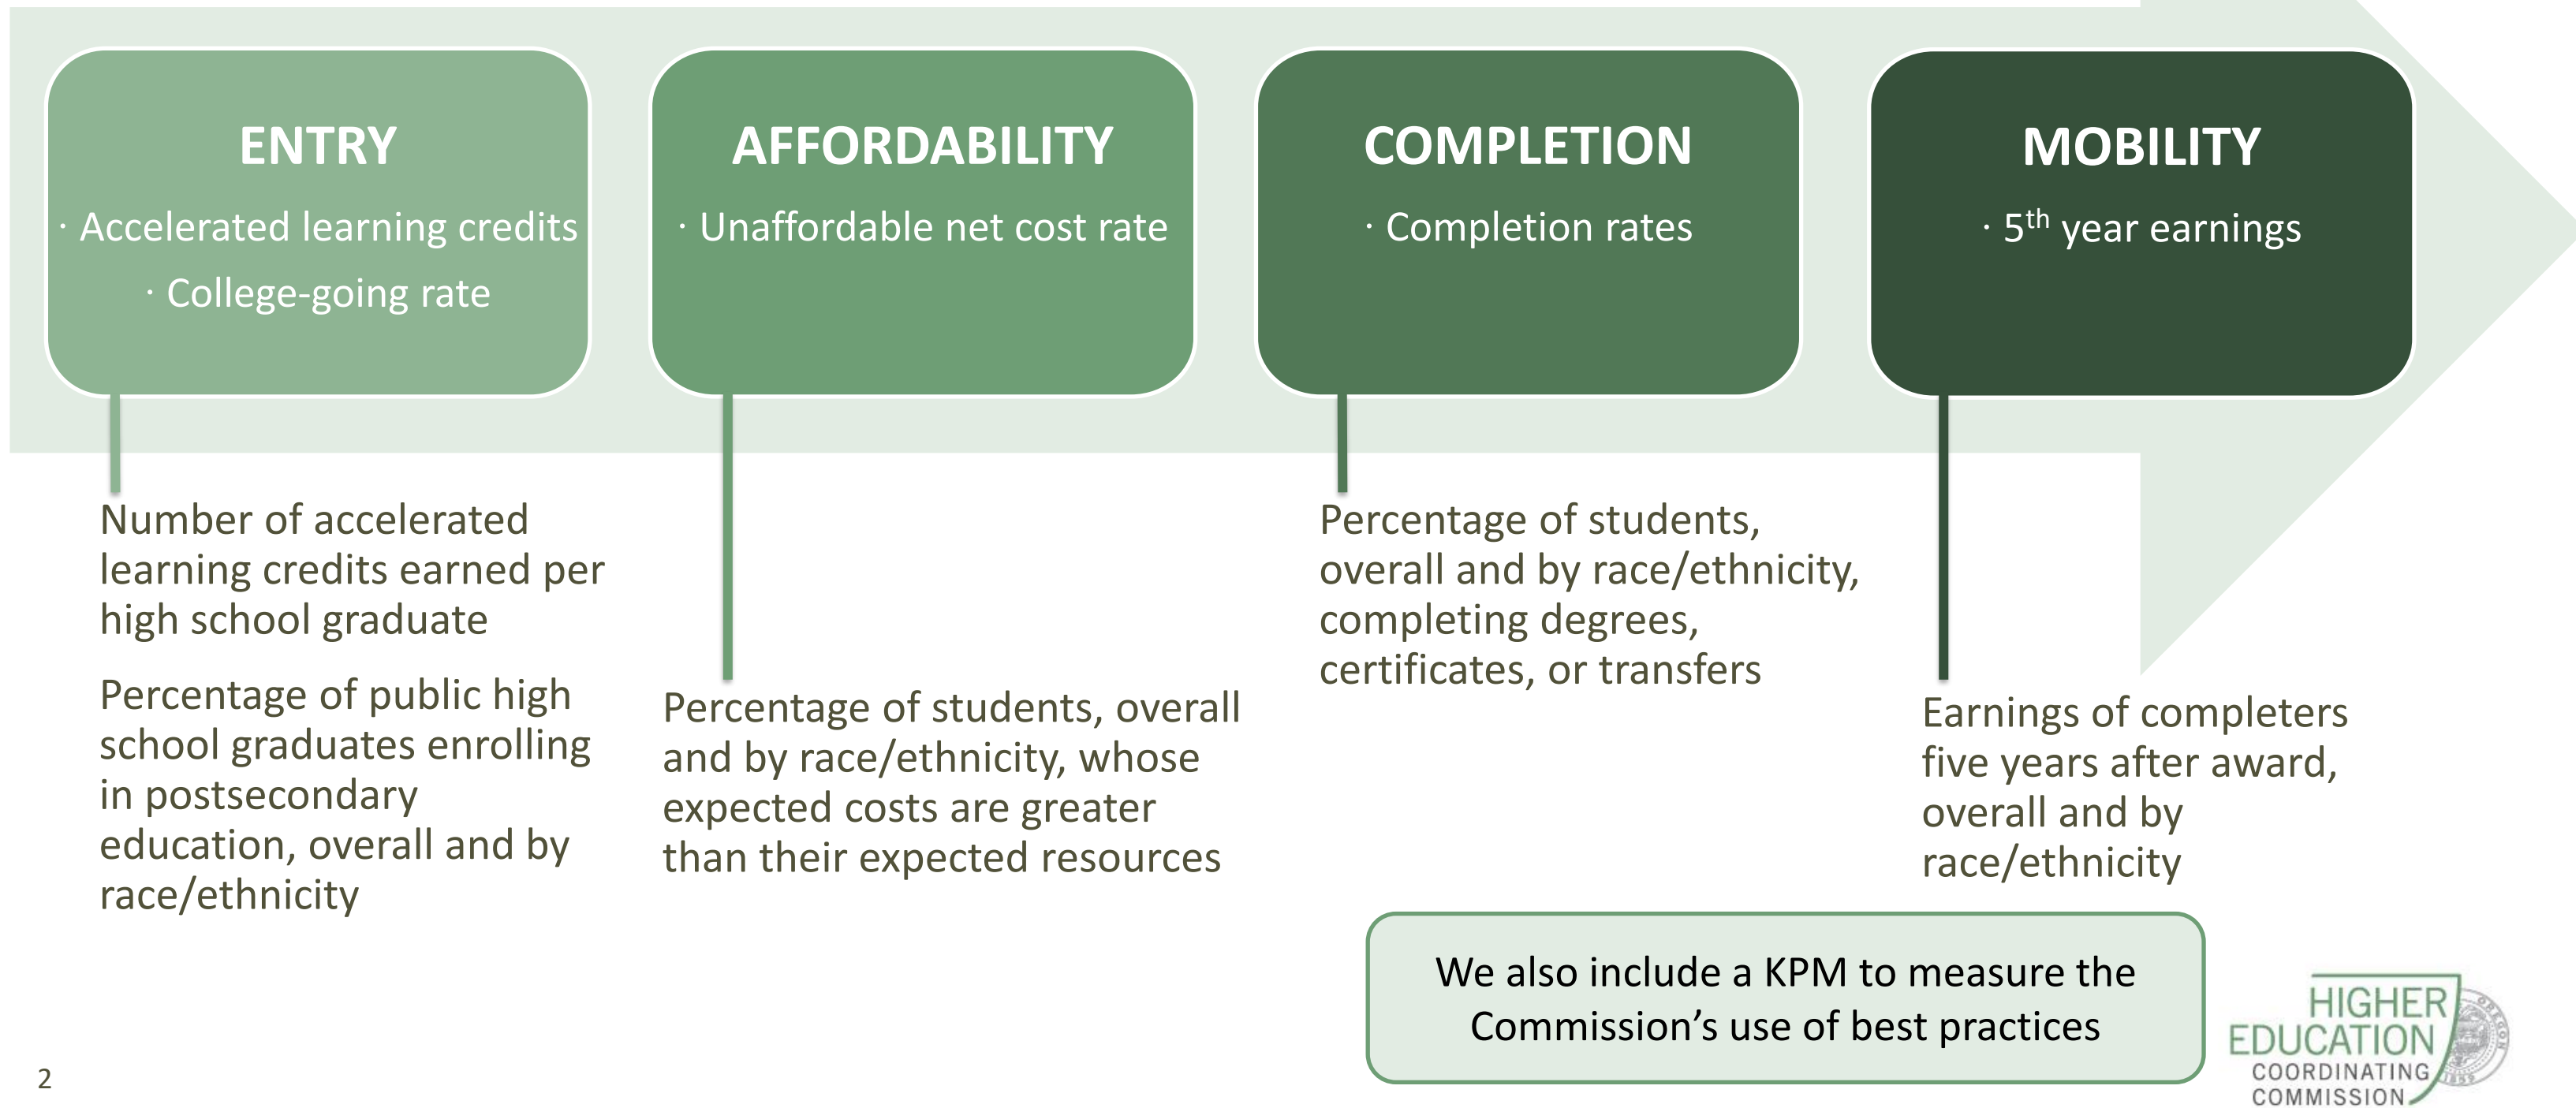 ENTRY
· Accelerated learning credits
· College-going rate
AFFORDABILITY
· Unaffordable net cost rate
COMPLETION
· Completion rates
MOBILITY
· 5th year earnings
Number of accelerated
learning credits earned per
high school graduate
Percentage of public high
school graduates enrolling
in postsecondary
education, overall and by
race/ethnicity
Percentage of students, overall
and by race/ethnicity, whose
expected costs are greater
than their expected resources
Percentage of students,
overall and by race/ethnicity,
completing degrees,
certificates, or transfers
Earnings of completers
five years after award,
overall and by
race/ethnicity
We also include a KPM to measure the
Commission’s use of best practices
HIGHER
EDUCATION
COORDINATING
COMMISSION
OREGON
1859
2